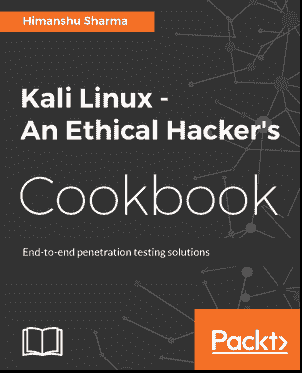 Himanshu Sharma
Kali Linux -
An Ethical Hacker's
Cookbook
End-to-end penetration testing solutions
Packt>